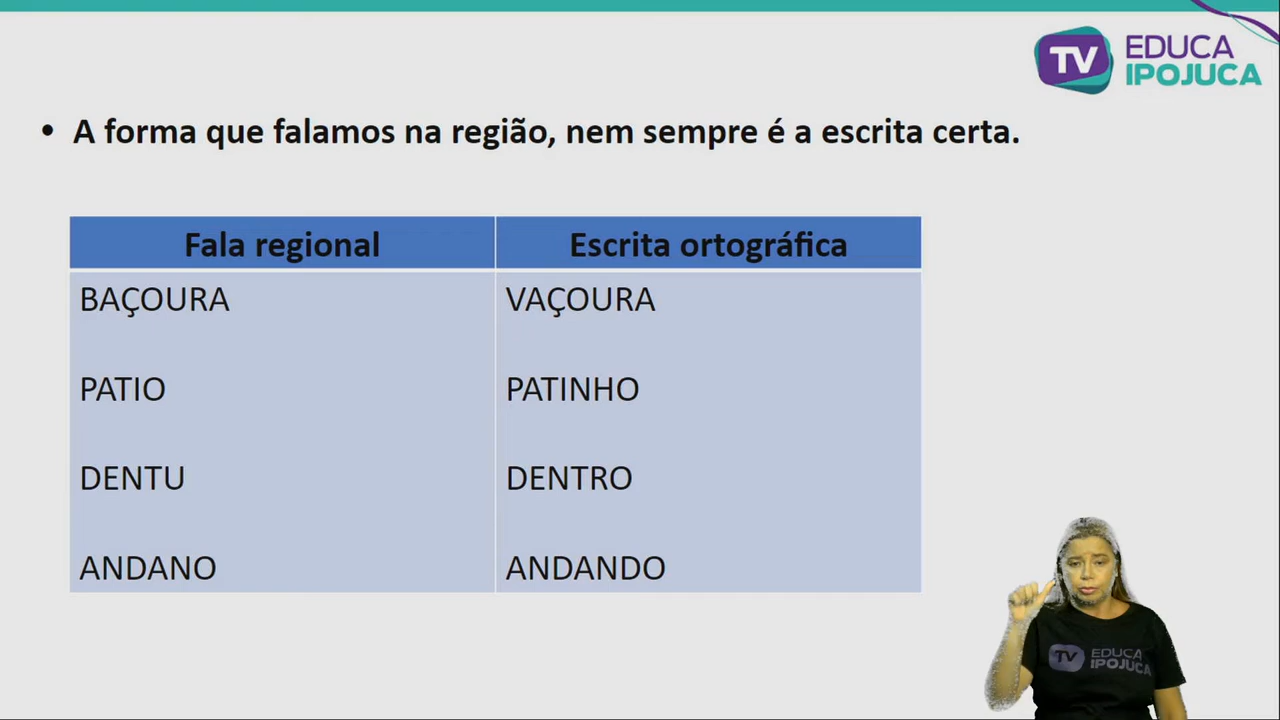 TV EDUCA
IPOJUCA
• A forma que falamos na região, nem sempre é a escrita certa.
Fala regional Escrita ortográfica
BAÇOURA VAÇOURA
PATIO PATINHO
DENTU DENTRO
ANDANO ANDANDO
TV EDUCA
IPOJUCA